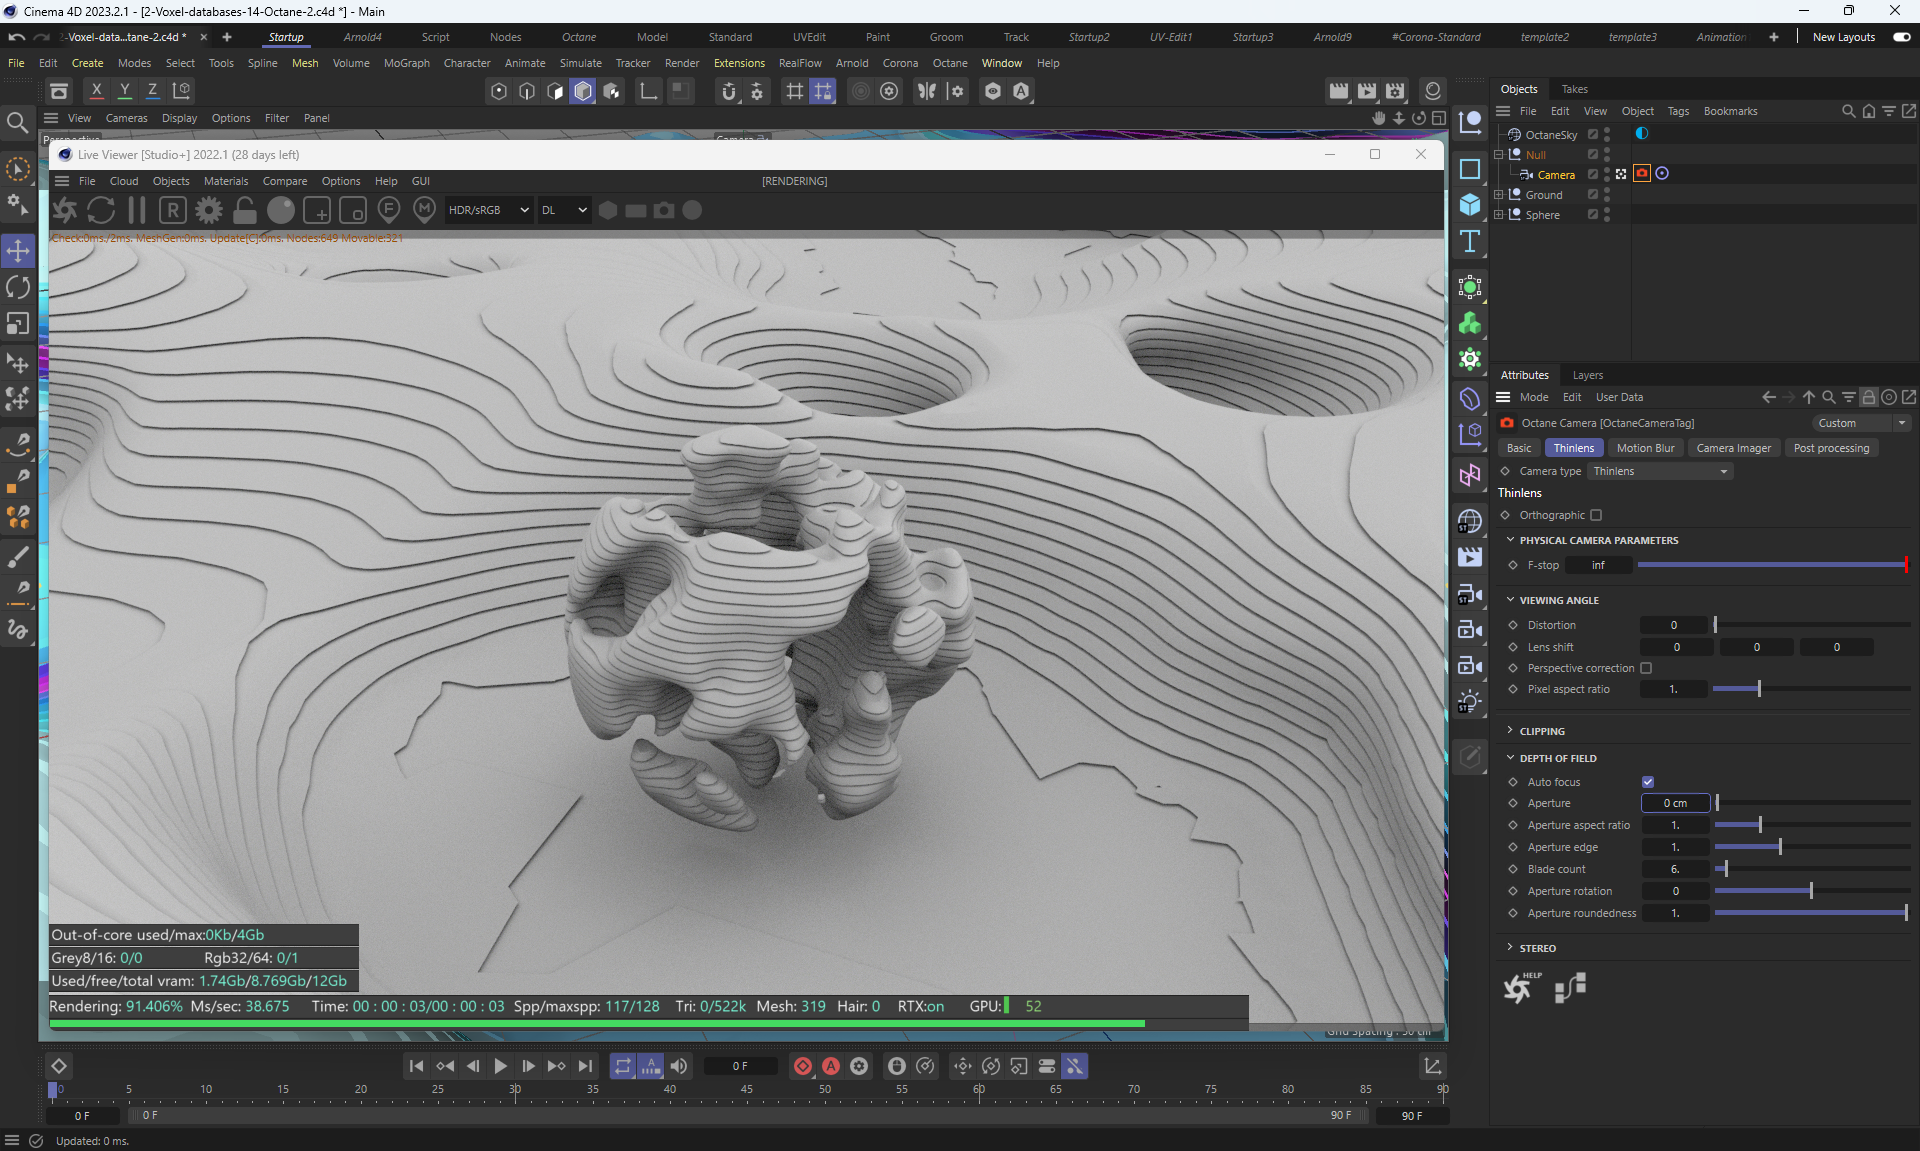 Cinema 4D 2023.2.1 - [2-Voxel-databases-14-Octane-2.c4d *] - Main
2-Voxel-data...tane-2.c4d *
Startup Arnold4 Script Nodes Octane Model Standard UVEdit Paint Groom Track Startup2 UV-Edit1 Startup3 Arnold9 #Corona-Standard template2 template3 Animation
New Layouts
File Edit Create Modes Select Tools Spline Mesh Volume MoGraph Character Animate Simulate Tracker Render Extensions RealFlow Arnold Corona Octane Window Help
X Y Z
View Cameras Display Options Filter Panel
Live Viewer [Studio+] 2022.1 (28 days left)
File Cloud Objects Materials Compare Options Help GUI
[RENDERING]
HDR/sRGB
DL
Check:0ms./2ms. MeshGen:0ms. Update[C]:0ms. Nodes:649 Movable:321
Out-of-core used/max:0Kb/4Gb
Grey8/16: 0/0 Rgb32/64: 0/1
Used/free/total vram: 1.74Gb/8.769Gb/12Gb
Rendering: 91.406% Ms/sec: 38.675 Time: 00 : 00 : 03/00 : 00 : 03 Spp/maxspp: 117/128 Tri: 0/522k Mesh: 319 Hair: 0 RTX:on GPU: 52
Grid Spacing : 50 cm
0 F
0 5 10 15 20 25 30 35 40 45 50 55 60 65 70 75 80 85 90
0 F
0 F
90 F
90 F
Updated: 0 ms.
Objects Takes
File Edit View Object Tags Bookmarks
OctaneSky
Null
Camera
Ground
Sphere
Attributes Layers
Mode Edit User Data
Octane Camera [OctaneCameraTag]
Custom
Basic Thinlens Motion Blur Camera Imager Post processing
Camera type Thinlens
Thinlens
Orthographic
PHYSICAL CAMERA PARAMETERS
F-stop inf
VIEWING ANGLE
Distortion 0
Lens shift 0 0 0
Perspective correction
Pixel aspect ratio 1.
CLIPPING
DEPTH OF FIELD
Auto focus
Aperture 0 cm
Aperture aspect ratio 1.
Aperture edge 1.
Blade count 6.
Aperture rotation 0
Aperture roundedness 1.
STEREO
HELP